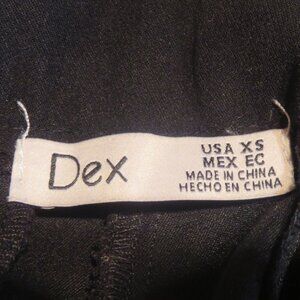 Dex
USA XS
MEX EC
MADE IN CHINA
HECHO EN CHINA